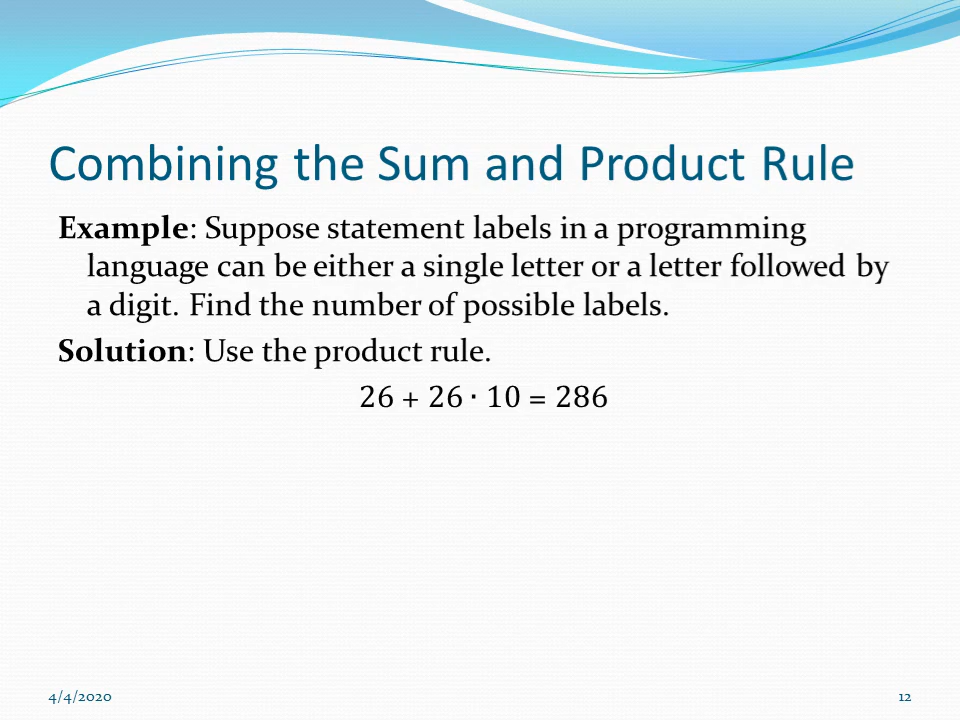 Combining the Sum and Product Rule
Example: Suppose statement labels in a programming
language can be either a single letter or a letter followed by
a digit. Find the number of possible labels.
Solution: Use the product rule.
26 + 26 ∙ 10 = 286
4/4/2020
12